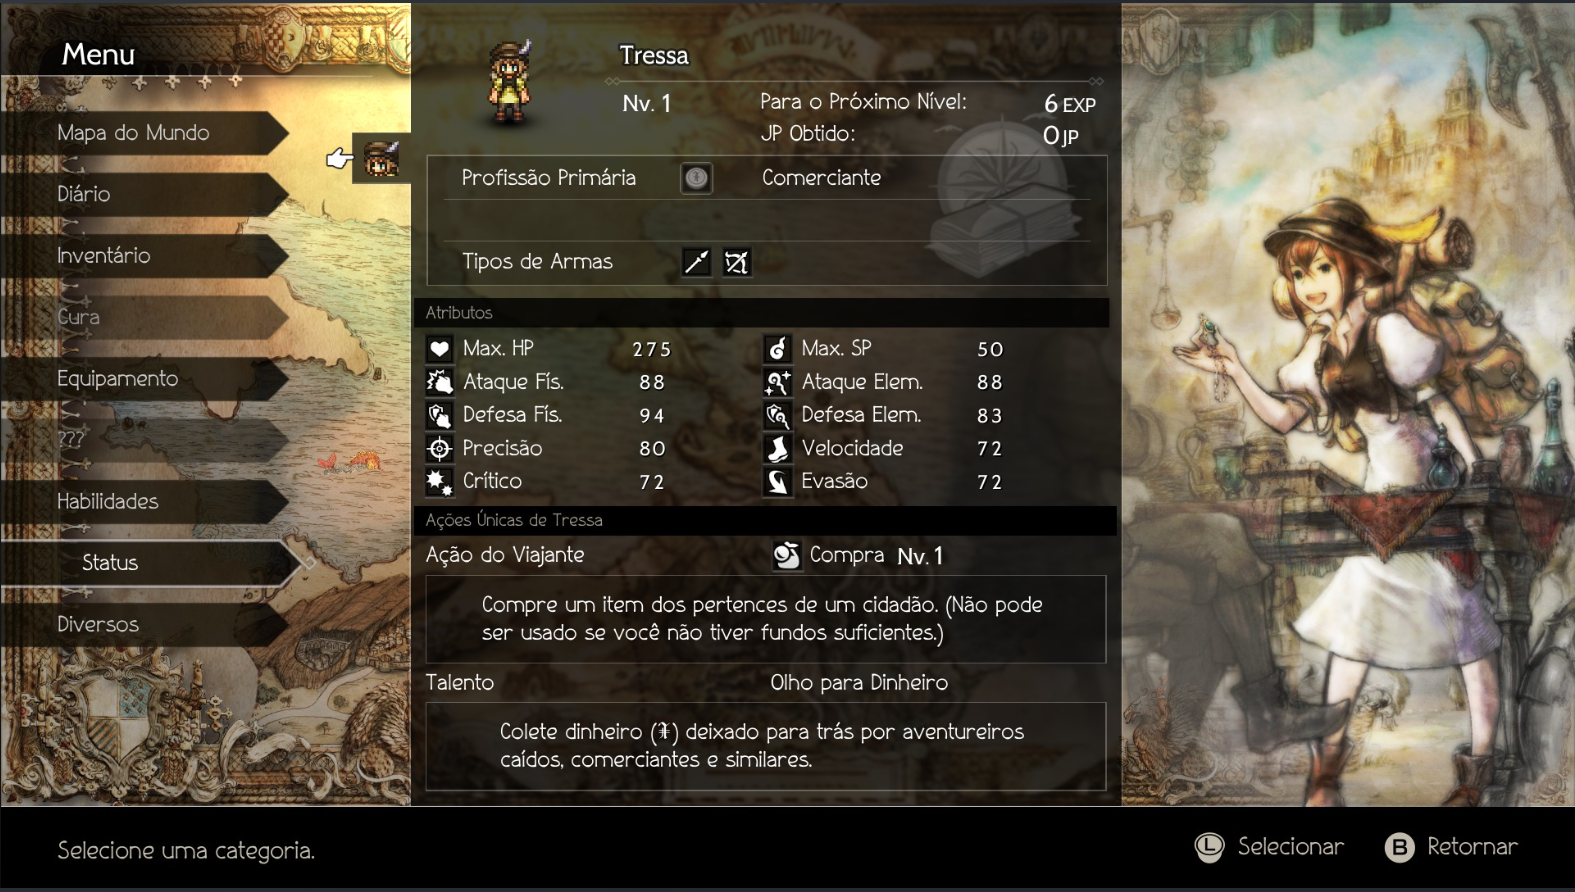 Menu
Mapa do Mundo
Diário
Inventário
Cura
Equipamento
???
Habilidades
Status
Diversos
Tressa
Nv. 1
Para o Próximo Nível: 6 EXP
JP Obtido: 0 JP
Profissão Primária Comerciante
Tipos de Armas
Atributos
Max. HP 275 Max. SP 50
Ataque Fís. 88 Ataque Elem. 88
Defesa Fís. 94 Defesa Elem. 83
Precisão 80 Velocidade 72
Crítico 72 Evasão 72
Ações Únicas de Tressa
Ação do Viajante Compra Nv. 1
Compre um item dos pertences de um cidadão. (Não pode
ser usado se você não tiver fundos suficientes.)
Talento Olho para Dinheiro
Colete dinheiro () deixado para trás por aventureiros
caídos, comerciantes e similares.
Selecione uma categoria.
L Selecionar B Retornar